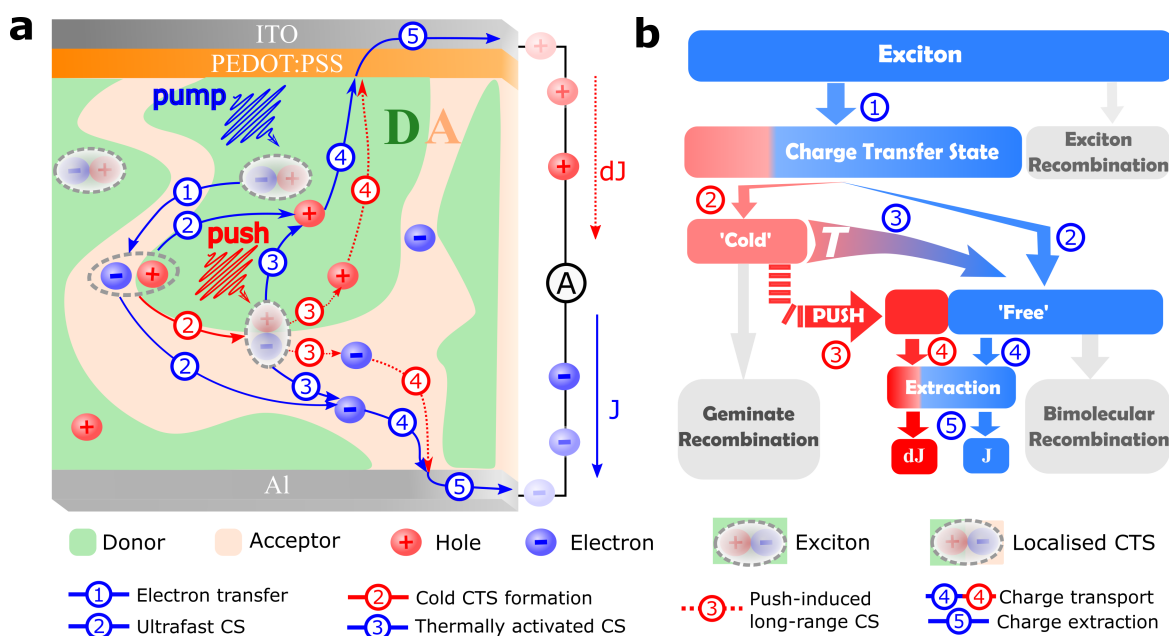 a
ITO
PEDOT:PSS
pump
D A
1
2
3
4
5
push
dJ
A
J
2
3
4
2
3
3
4
4
Al
5
Donor
Acceptor
Hole
Electron
1 Electron transfer
2 Cold CTS formation
2 Ultrafast CS
3 Thermally activated CS
b
Exciton
1
Charge Transfer State
Exciton
Recombination
2
3
2
'Cold'
T
PUSH
3
'Free'
4
4
Extraction
5
dJ
J
Geminate
Recombination
Bimolecular
Recombination
Exciton
Localised CTS
3 Push-induced
long-range CS
4 4 Charge transport
5 Charge extraction